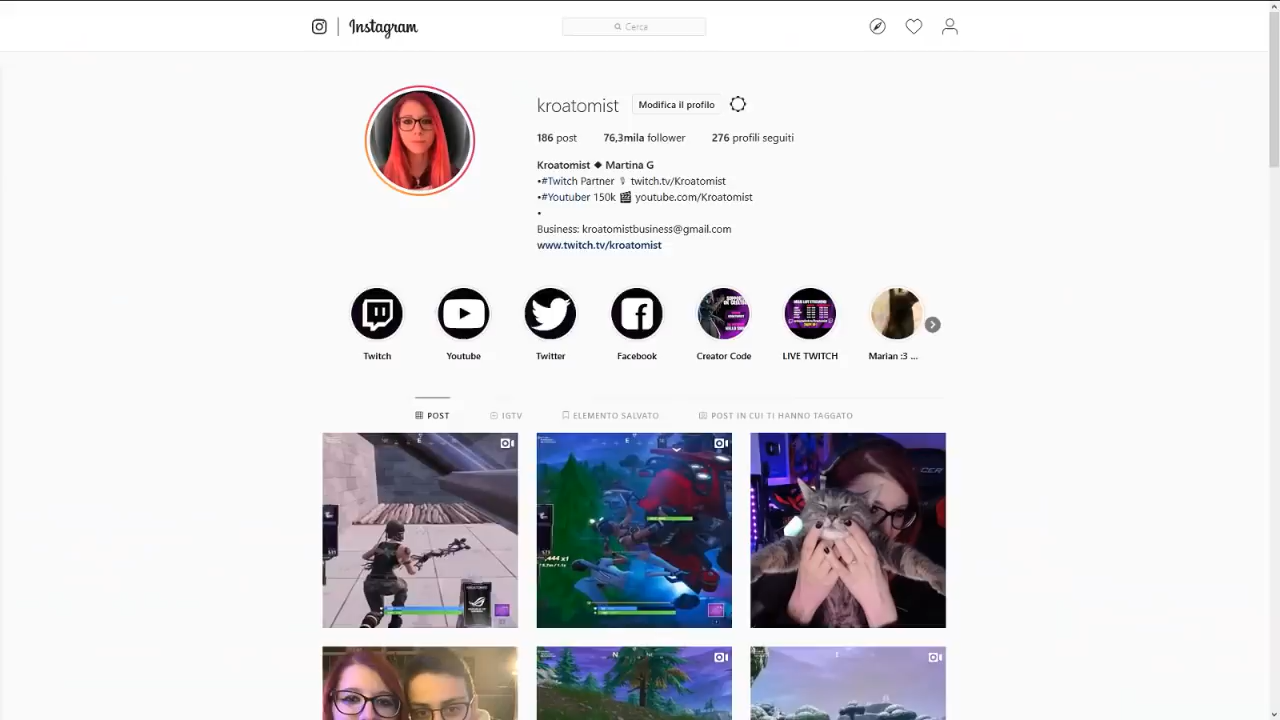 Instagram
Cerca
kroatomist Modifica il profilo
186 post 76,3mila follower 276 profili seguiti
Kroatomist ◆ Martina G
•#Twitch Partner 🎙 twitch.tv/Kroatomist
•#Youtuber 150k 🎬 youtube.com/Kroatomist
•
Business: kroatomistbusiness@gmail.com
www.twitch.tv/kroatomist
Twitch Youtube Twitter Facebook Creator Code LIVE TWITCH Marian :3 ...
POST IGTV ELEMENTO SALVATO POST IN CUI TI HANNO TAGGATO